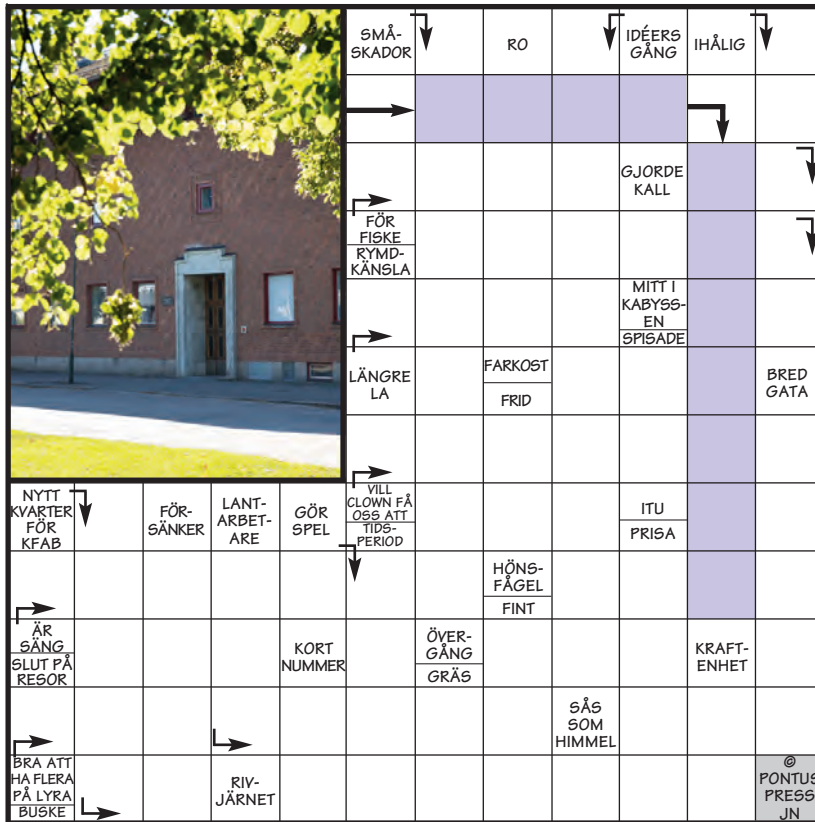 SMÅ-
SKADOR
RO
IDÉERS
GÅNG
IHÅLIG
GJORDE
KALL
FÖR
FISKE
RYMD-
KÄNSLA
MITT I
KABYSS-
EN
SPISADE
LÄNGRE
LA
FARKOST
FRID
BRED
GATA
NYTT
KVARTER
FÖR
KFAB
FÖR-
SÄNKER
LANT-
ARBET-
ARE
GÖR
SPEL
VILL
CLOWN FÅ
OSS ATT
TIDS-
PERIOD
ITU
PRISA
HÖNS-
FÅGEL
FINT
ÄR
SÄNG
SLUT PÅ
RESOR
KORT
NUMMER
ÖVER-
GÅNG
GRÄS
KRAFT-
ENHET
SÅS
SOM
HIMMEL
BRA ATT
HA FLERA
PÅ LYRA
BUSKE
RIV-
JÄRNET
©
PONTUS
PRESS
JN